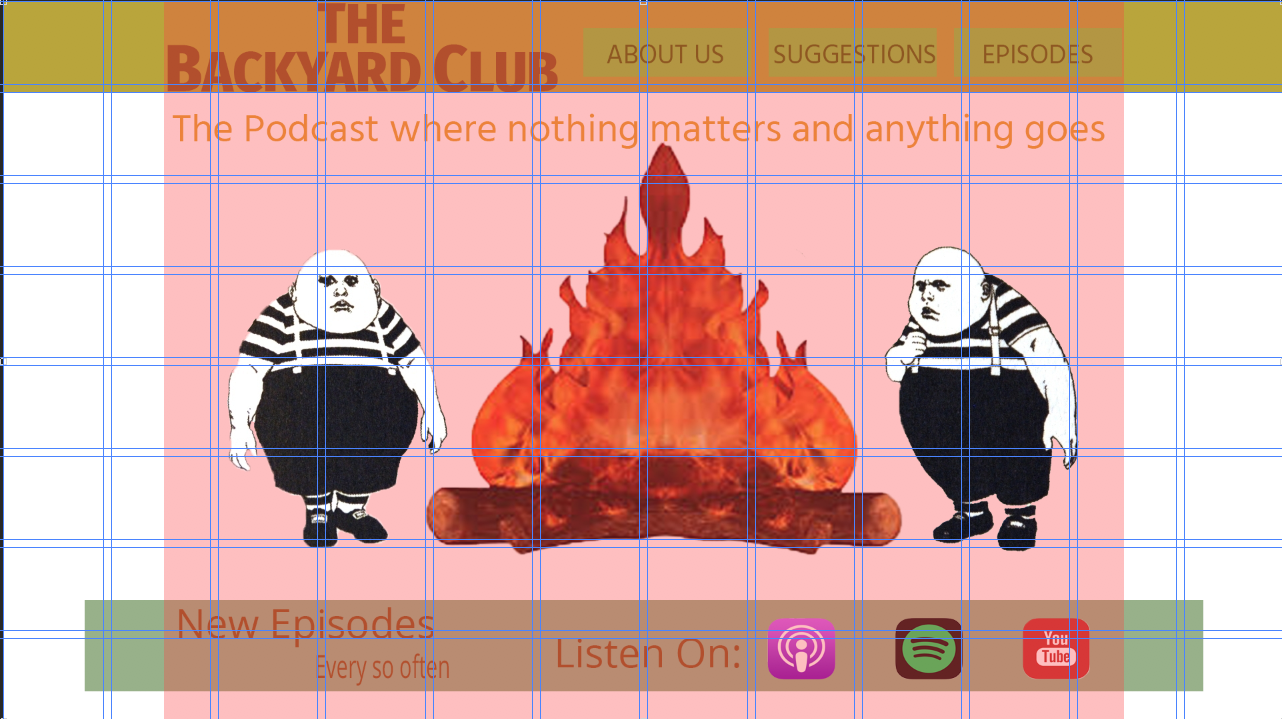 THE
BACKYARD CLUB
ABOUT US
SUGGESTIONS
EPISODES
The Podcast where nothing matters and anything goes
New Episodes
Every so often
Listen On:
You
Tube